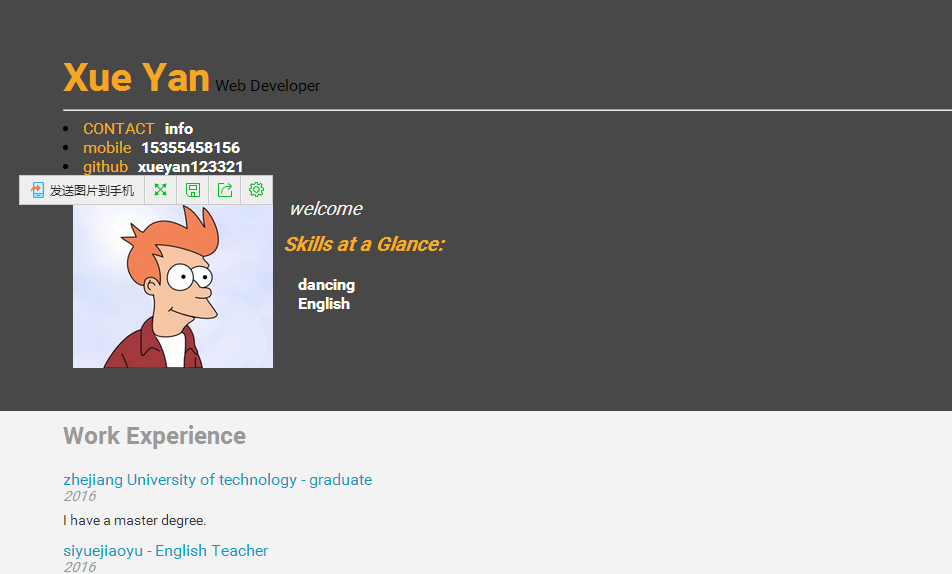 Xue Yan Web Developer
CONTACT info
mobile 15355458156
github xueyan123321
发送图片到手机
welcome
Skills at a Glance:
dancing
English
Work Experience
zhejiang University of technology - graduate
2016
I have a master degree.
siyuejiaoyu - English Teacher
2016